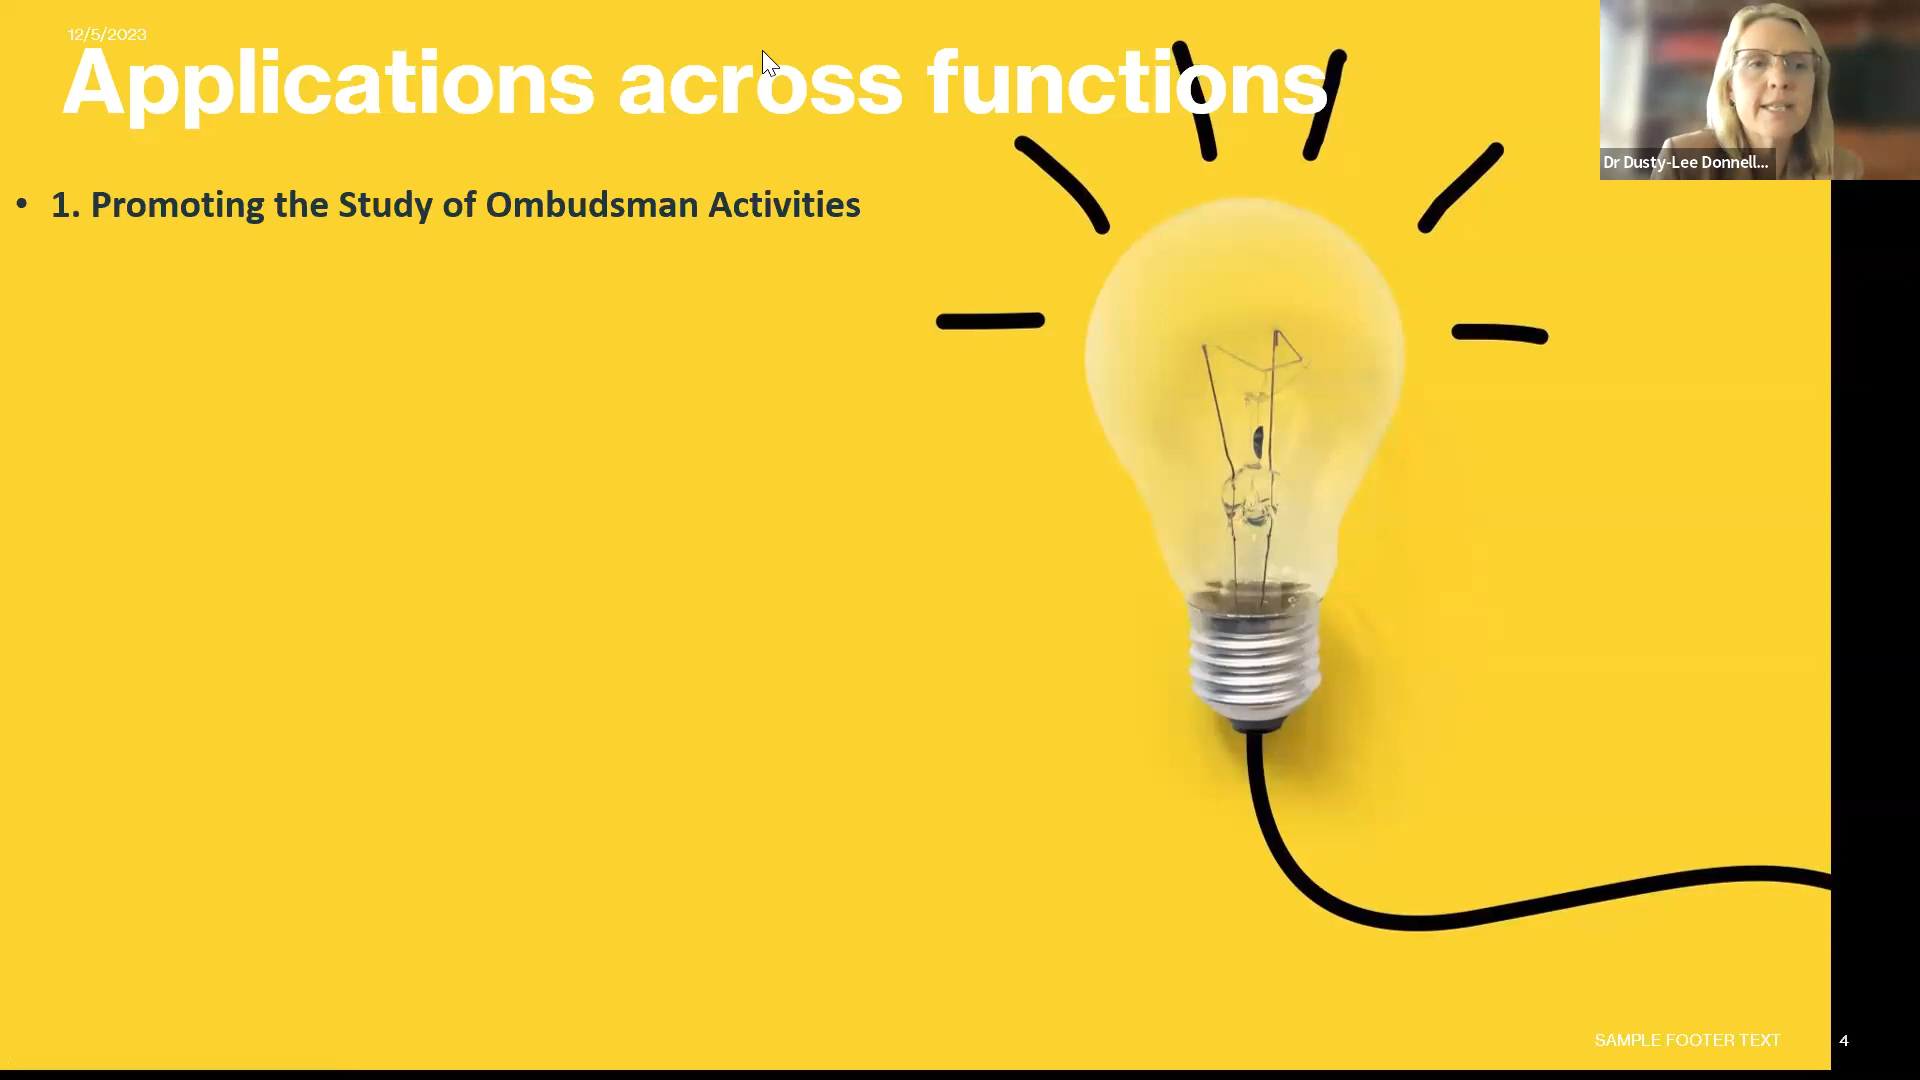 12/5/2023
Applications across functions
Dr Dusty-Lee Donnell...
• 1. Promoting the Study of Ombudsman Activities
SAMPLE FOOTER TEXT
4